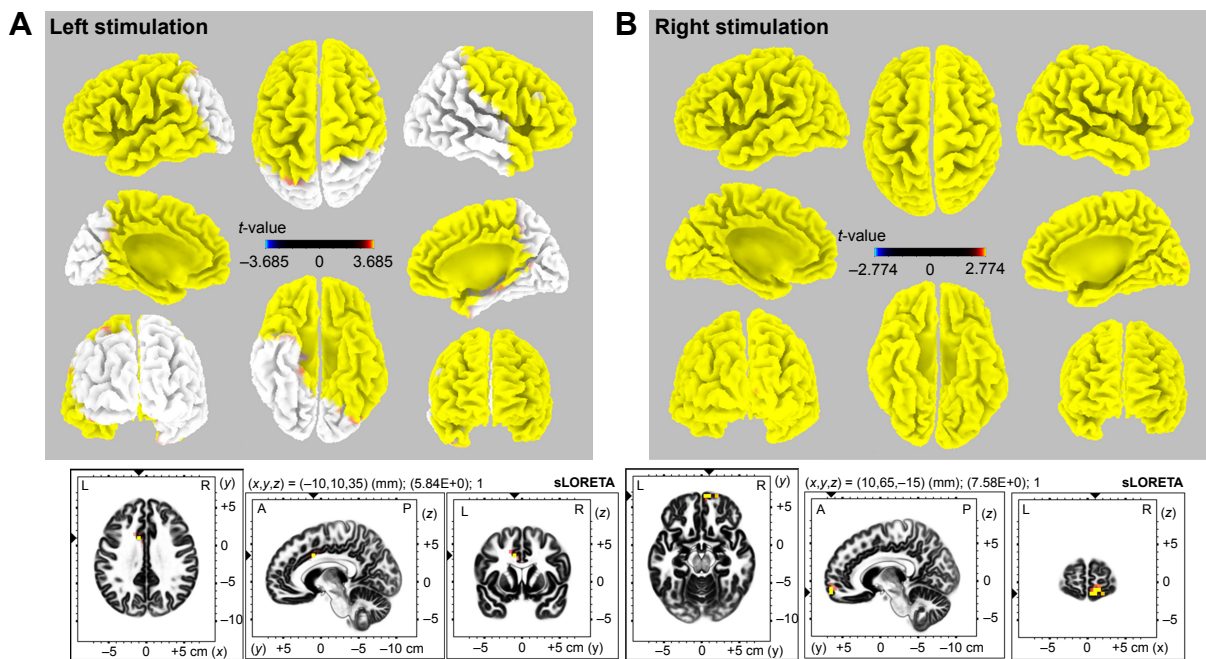 A Left stimulation
t-value
–3.685 0 3.685
L R (y)
+5
0
–5
–10
–5 0 +5 cm (x)
(x,y,z) = (–10,10,35) (mm); (5.84E+0); 1 sLORETA
A P (z)
+5
0
–5
(y) +5 0 –5 –10 cm
L R (z)
+5
0
–5
–5 0 +5 cm (y)
B Right stimulation
t-value
–2.774 0 2.774
L R (y)
+5
0
–5
–10
–5 0 +5 cm (y)
(x,y,z) = (10,65,–15) (mm); (7.58E+0); 1 sLORETA
A P (z)
+5
0
–5
(y) +5 0 –5 –10 cm
L R (z)
+5
0
–5
–5 0 +5 cm (x)